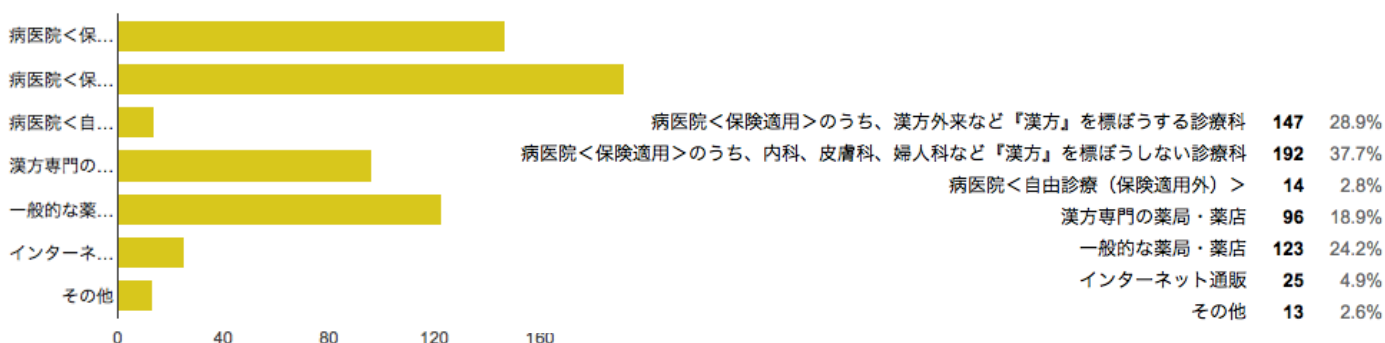 病医院＜保…
病医院＜保…
病医院＜自…
漢方専門の…
一般的な薬…
インターネ…
その他
0 40 80 120 160
病医院＜保険適用＞のうち、漢方外来など『漢方』を標ぼうする診療科 147 28.9%
病医院＜保険適用＞のうち、内科、皮膚科、婦人科など『漢方』を標ぼうしない診療科 192 37.7%
病医院＜自由診療（保険適用外）＞ 14 2.8%
漢方専門の薬局・薬店 96 18.9%
一般的な薬局・薬店 123 24.2%
インターネット通販 25 4.9%
その他 13 2.6%